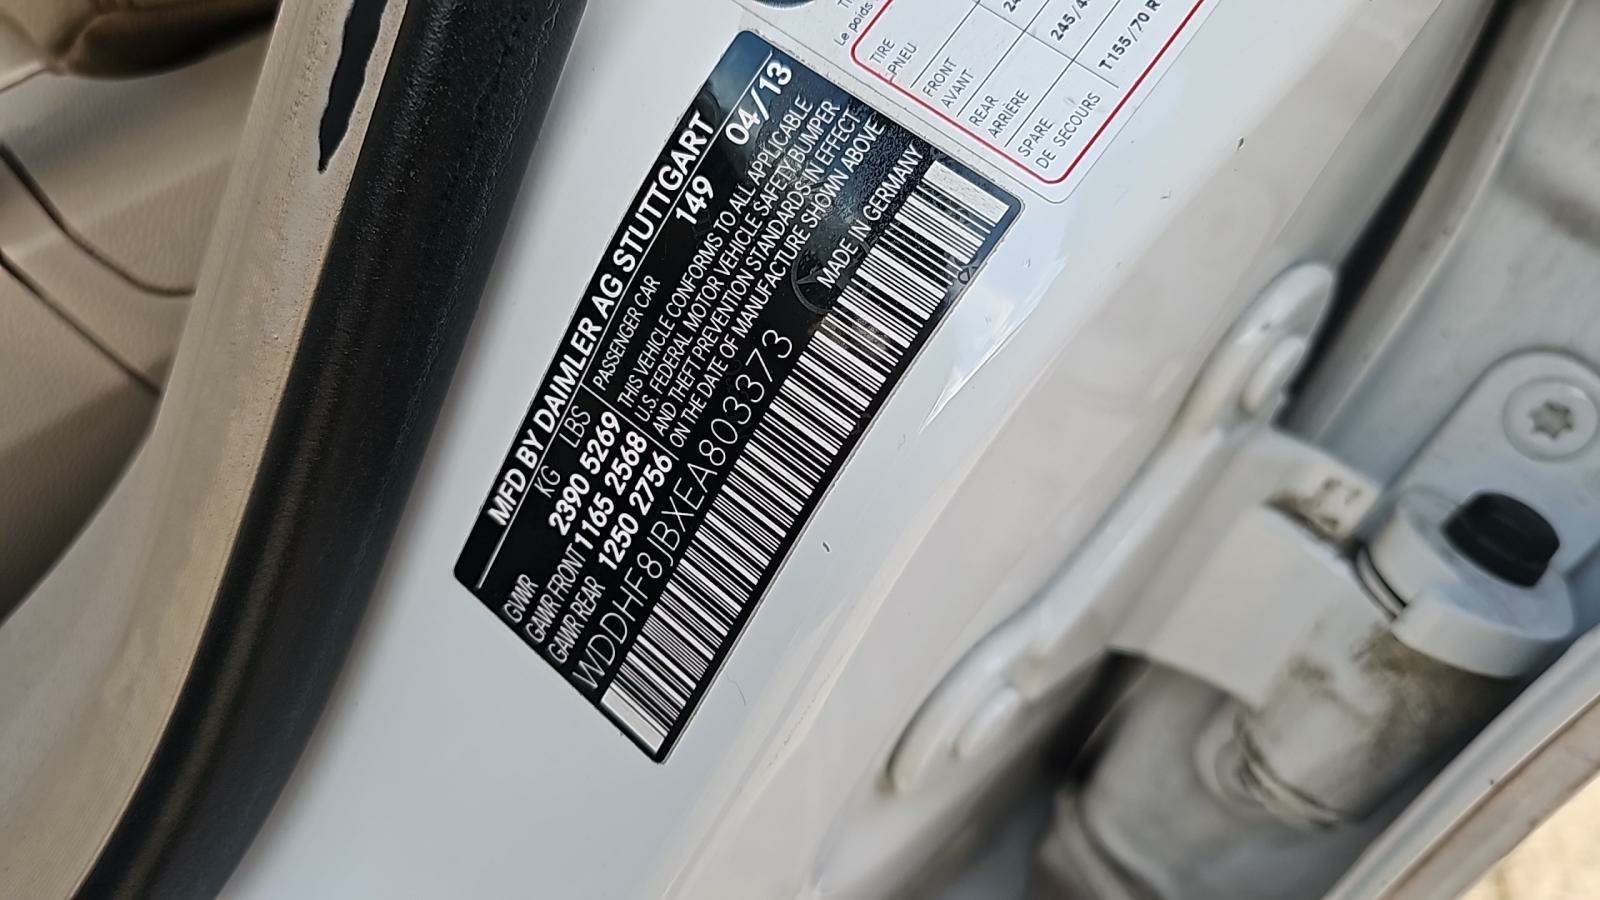 MFD BY DAIMLER AG STUTTGART
149 04/13
KG LBS PASSENGER CAR
GVWR 2390 5269
GAWR FRONT 1165 2568
GAWR REAR 1250 2756
THIS VEHICLE CONFORMS TO ALL APPLICABLE
U.S. FEDERAL MOTOR VEHICLE SAFETY BUMPER
AND THEFT PREVENTION STANDARDS IN EFFECT
ON THE DATE OF MANUFACTURE SHOWN ABOVE
WDDHF8JBXEA803373 MADE IN GERMANY
Le poids
TIRE
PNEU
FRONT
AVANT
REAR
ARRIÈRE
SPARE
DE SECOURS
T155/70 R